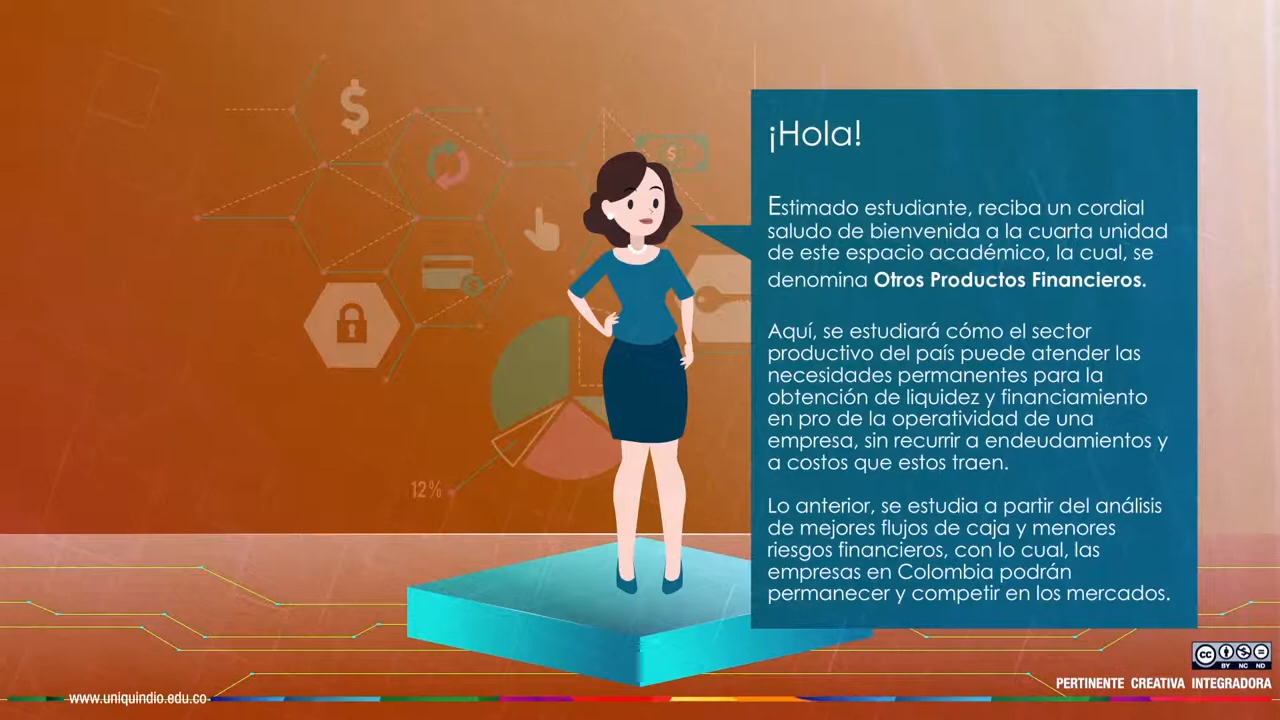 ¡Hola!
Estimado estudiante, reciba un cordial
saludo de bienvenida a la cuarta unidad
de este espacio académico, la cual, se
denomina Otros Productos Financieros.
Aquí, se estudiará cómo el sector
productivo del país puede atender las
necesidades permanentes para la
obtención de liquidez y financiamiento
en pro de la operatividad de una
empresa, sin recurrir a endeudamientos y
a costos que estos traen.
Lo anterior, se estudia a partir del análisis
de mejores flujos de caja y menores
riesgos financieros, con lo cual, las
empresas en Colombia podrán
permanecer y competir en los mercados.
$
$
$
12%
cc
BY NC ND
PERTINENTE CREATIVA INTEGRADORA
www.uniquindio.edu.co